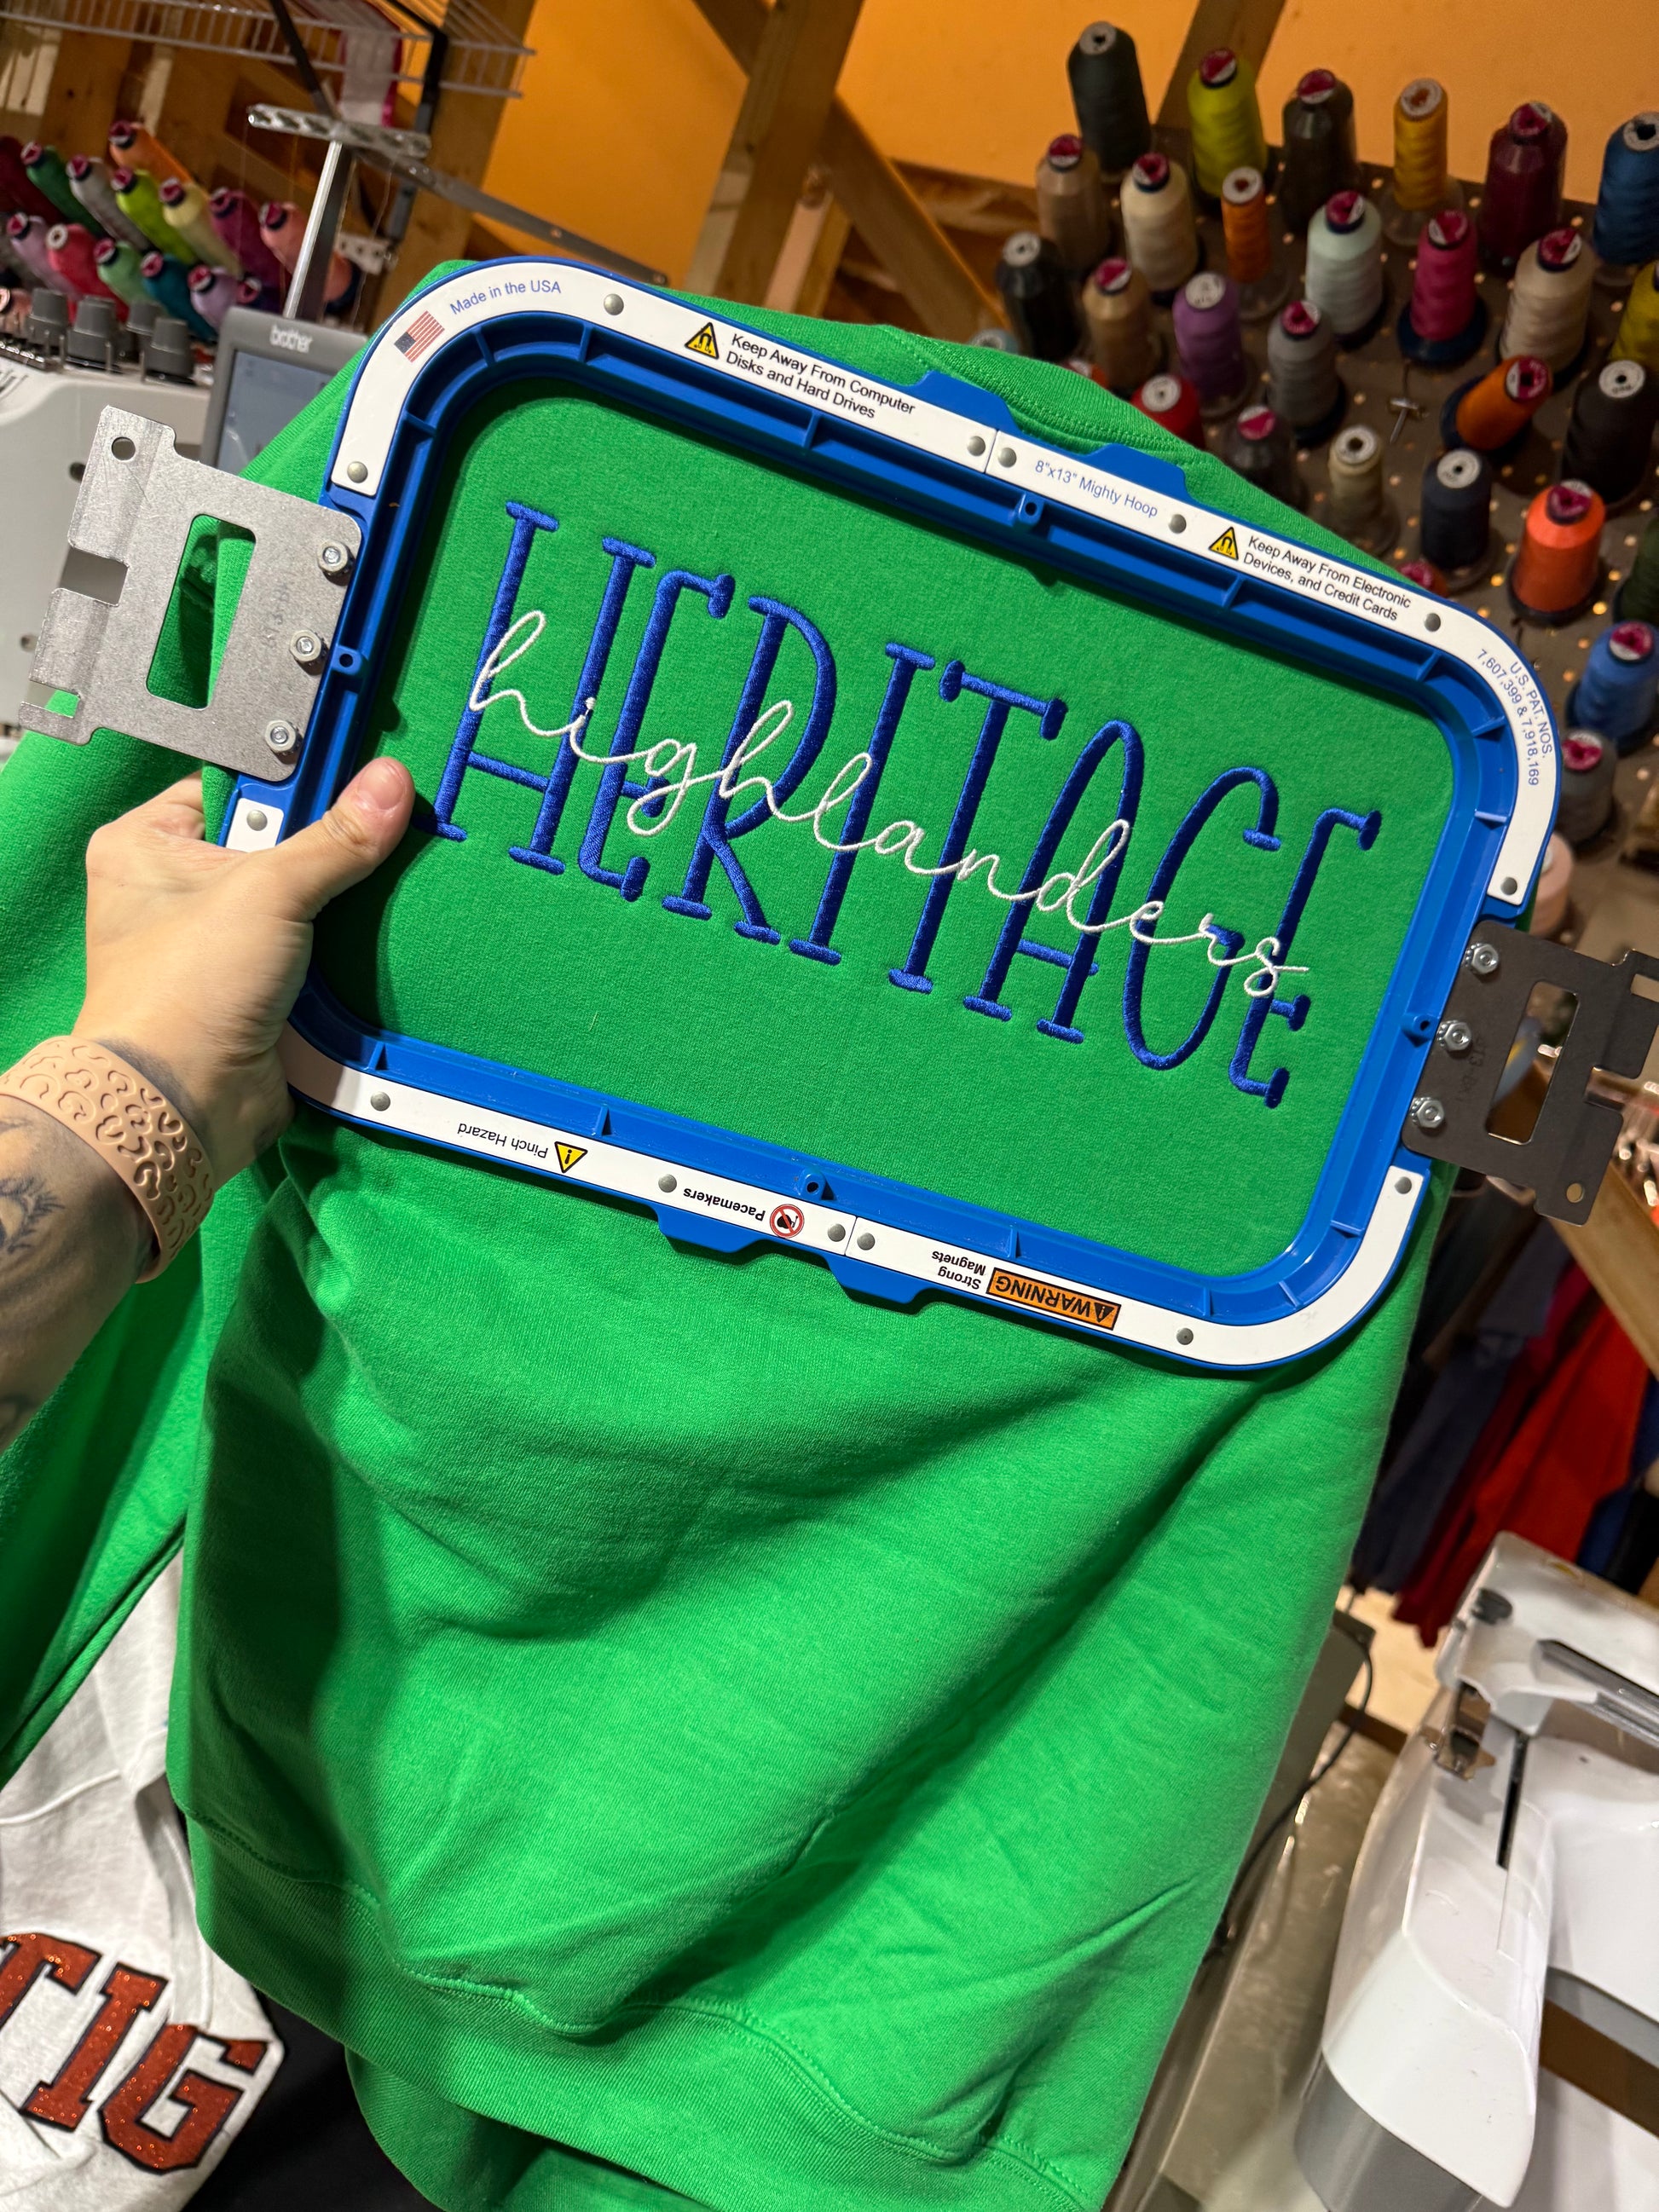 brother
Made in the USA
Keep Away From Computer
Disks and Hard Drives
8"x13" Mighty Hoop
Keep Away From Electronic
Devices, and Credit Cards
U.S. PAT. NOS.
7,607,399 & 7,918,169
HERITAGE
highlanders
Pinch Hazard
Pacemakers
Strong
Magnets
WARNING
TIG